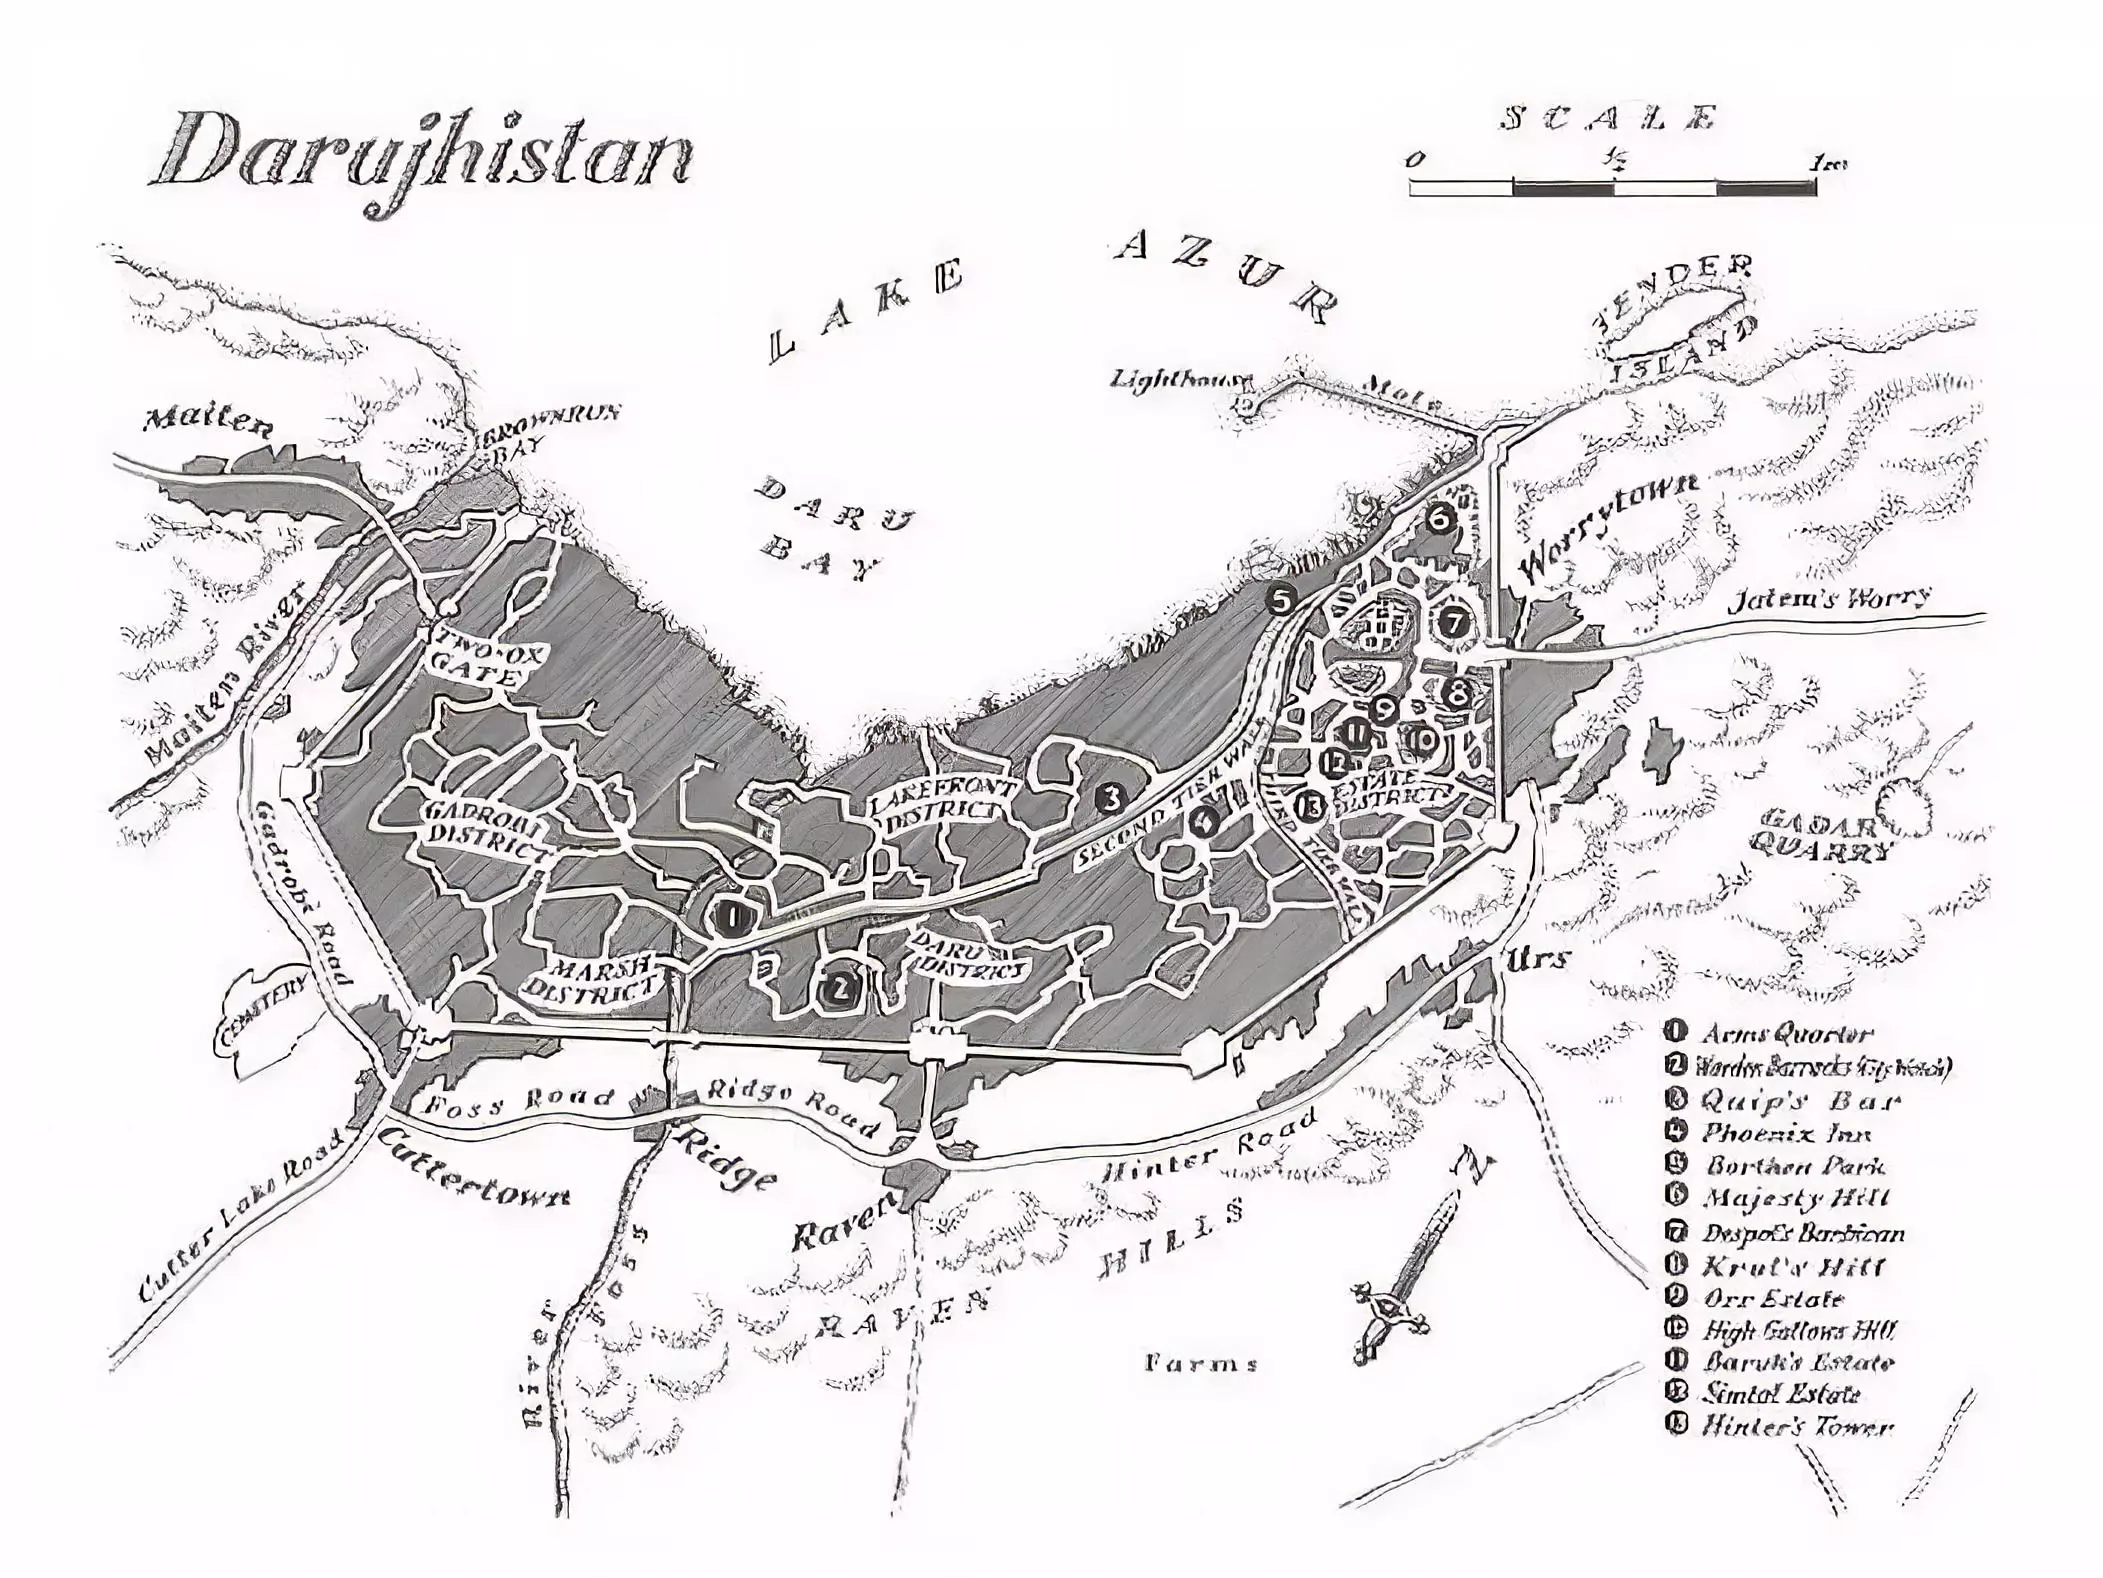 Darujhistan
SCALE
0 ½ 1m
LAKE AZUR
TENDER
ISLAND
Lighthouse
Mole
Maiten
BROWNRUN
BAY
DARU
BAY
Worrytown
Jatem's Worry
Maiten River
TWO-OX
GATE
6
5
7
8
9
10
11
12
13
3
4
1
2
GADROBI
DISTRICT
LAKEFRONT
DISTRICT
SECOND TIER WALL
THIRD TIER WALL
ESTATE
DISTRICT
GADAR
QUARRY
Gadrobi Road
MARSH
DISTRICT
DARU
DISTRICT
Urs
CEMETERY
Foss Road
Ridge Road
Cuttertown
Ridge
Raven
Hinter Road
Cutter Lake Road
River Foss
RAVEN HILLS
Farms
N
1 Arms Quarter
2 Barracks
3 Quip's Bar
4 Phoenix Inn
5 Borthen Park
6 Majesty Hill
7 Despot's Barbican
Krul's Hill
Orr Estate
10 High Gallows Hill
11 Baruk's Estate
12 Simtal Estate
13 Hinter's Tower